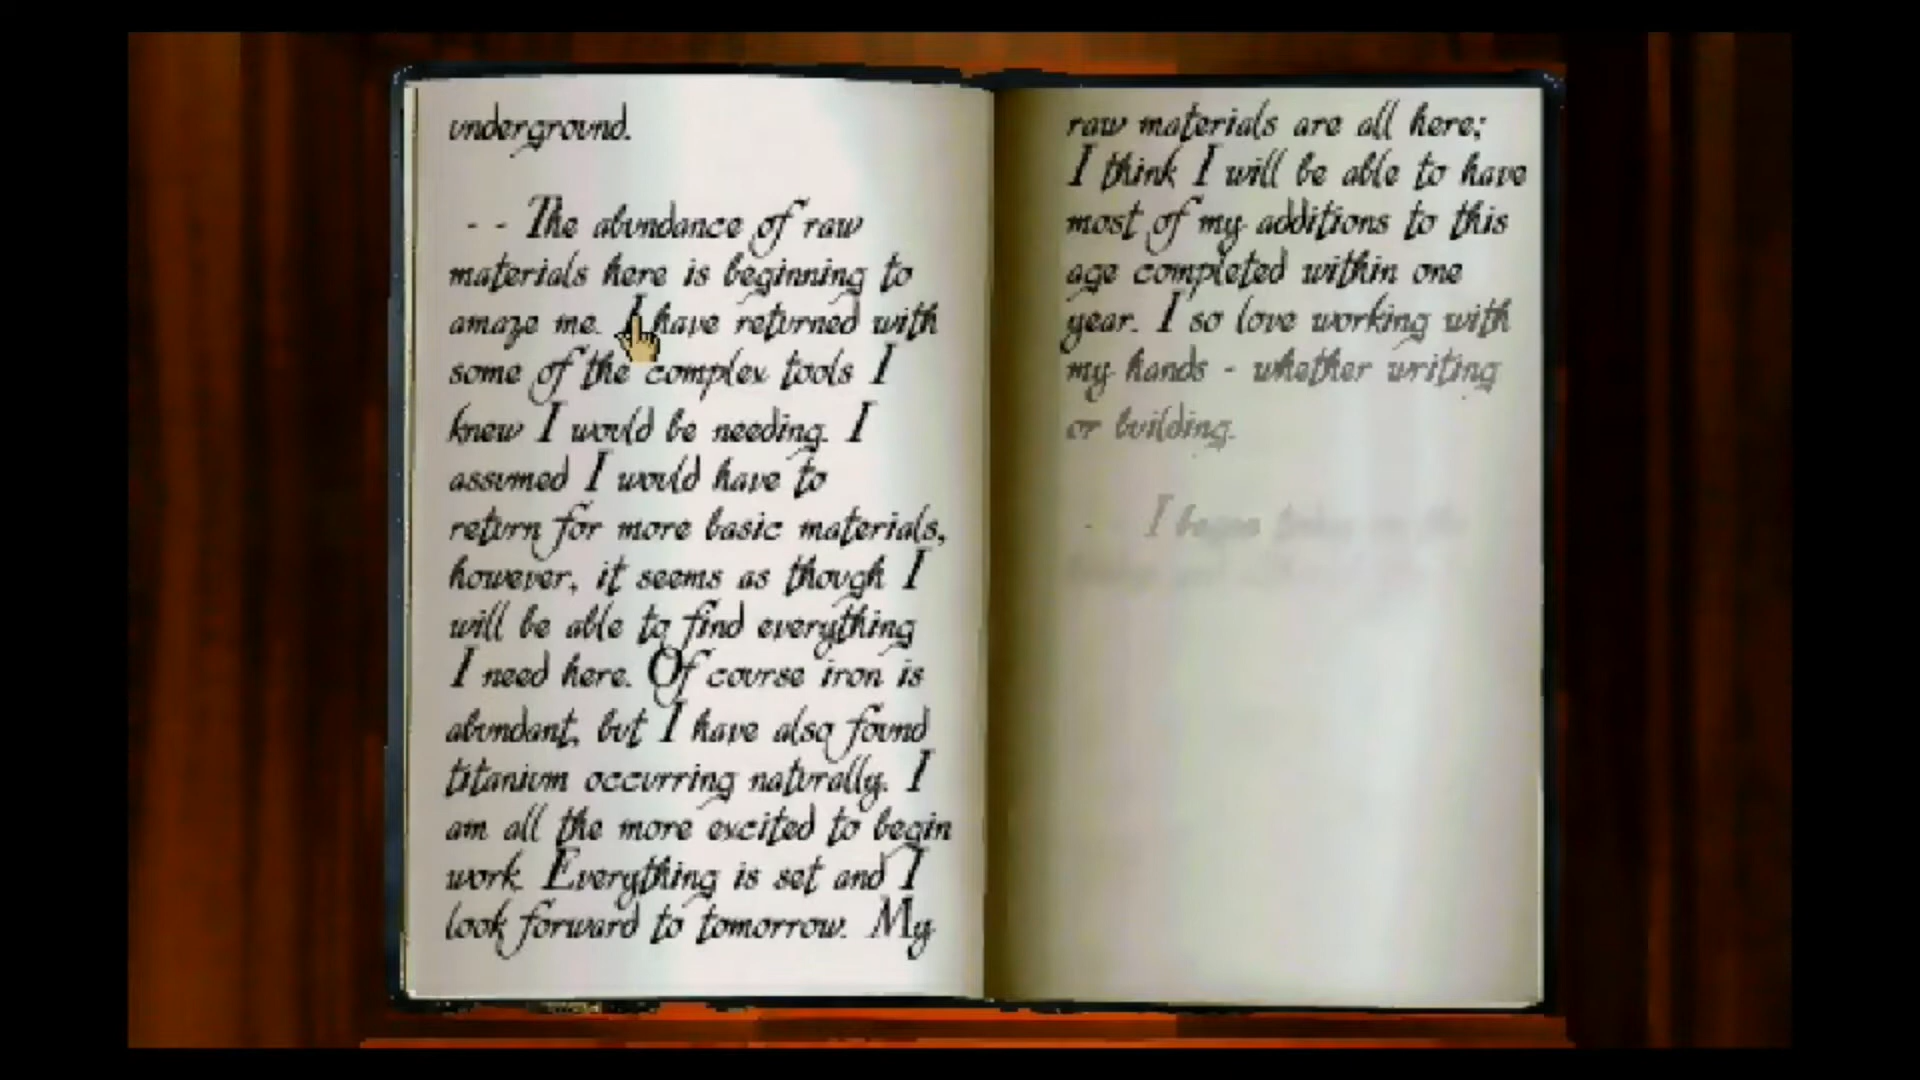 underground.
- - The abundance of raw
materials here is beginning to
amaze me. I have returned with
some of the complex tools I
knew I would be needing. I
assumed I would have to
return for more basic materials,
however, it seems as though I
will be able to find everything
I need here. Of course iron is
abundant, but I have also found
titanium occurring naturally. I
am all the more excited to begin
work. Everything is set and I
look forward to tomorrow. My
raw materials are all here;
I think I will be able to have
most of my additions to this
age completed within one
year. I so love working with
my hands - whether writing
or building.
- I began